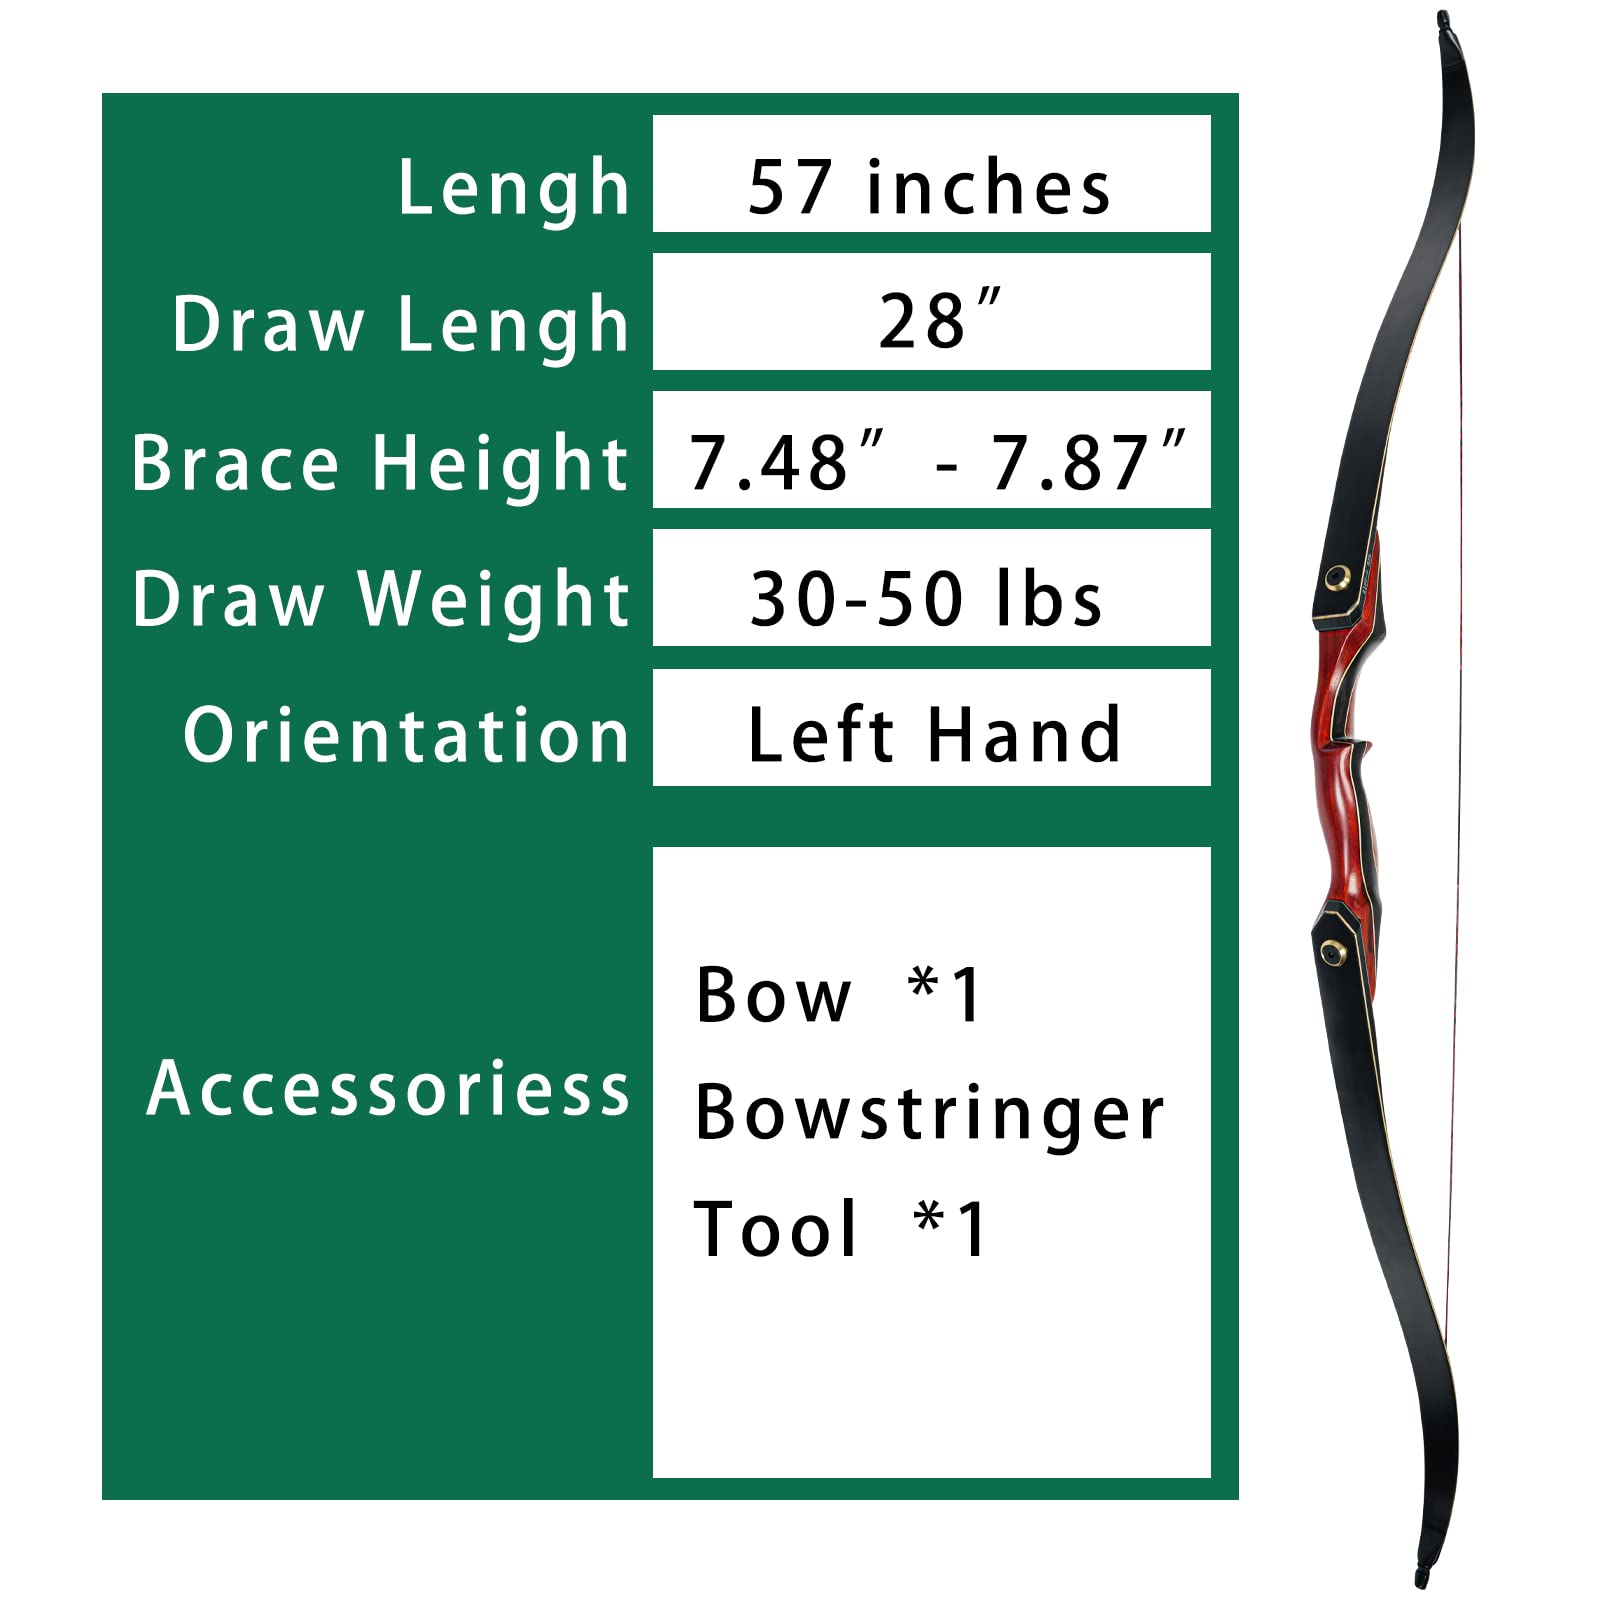 Lengh 57 inches
Draw Lengh 28″
Brace Height 7.48″ - 7.87″
Draw Weight 30-50 lbs
Orientation Left Hand
Accessoriess
Bow *1
Bowstringer
Tool *1